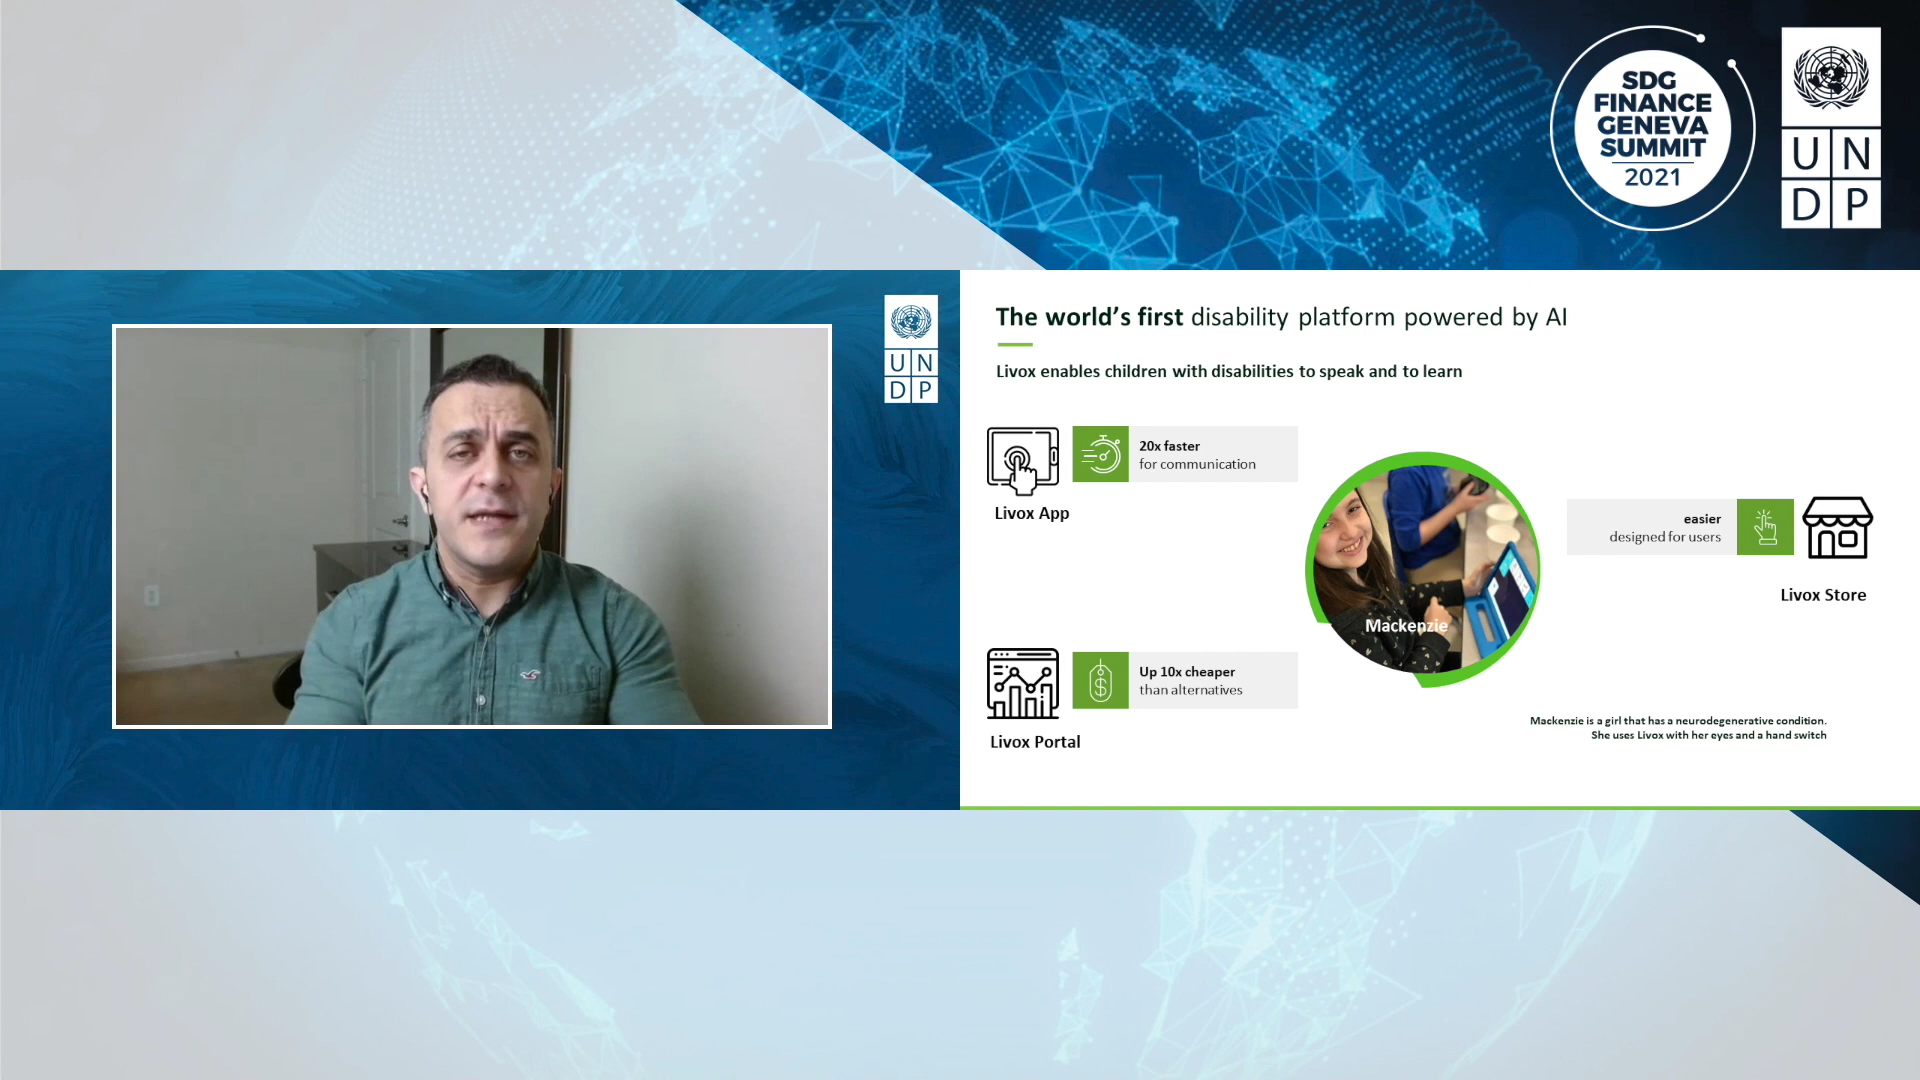 SDG
FINANCE
GENEVA
SUMMIT
2021
U N
D P
U N
D P
The world's first disability platform powered by AI
Livox enables children with disabilities to speak and to learn
20x faster
for communication
Livox App
easier
designed for users
Livox Store
Mackenzie
Up 10x cheaper
than alternatives
Livox Portal
Mackenzie is a girl that has a neurodegenerative condition.
She uses Livox with her eyes and a hand switch